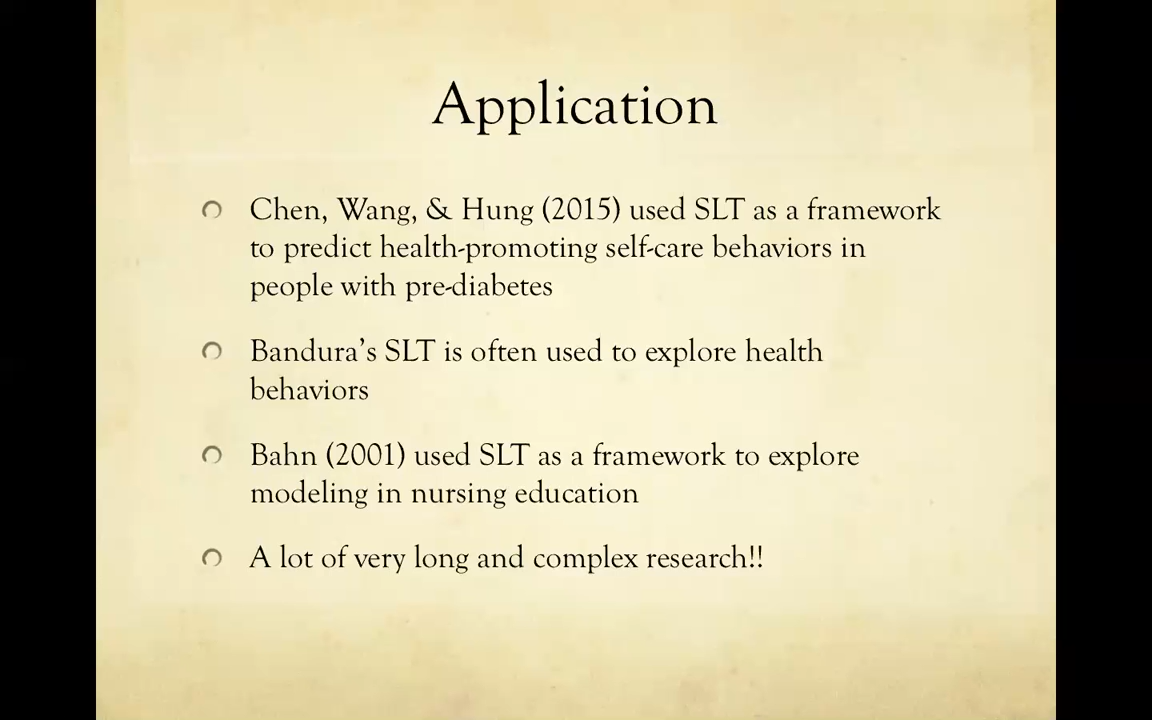 Application
Chen, Wang, & Hung (2015) used SLT as a framework
to predict health-promoting self-care behaviors in
people with pre-diabetes
Bandura’s SLT is often used to explore health
behaviors
Bahn (2001) used SLT as a framework to explore
modeling in nursing education
A lot of very long and complex research!!